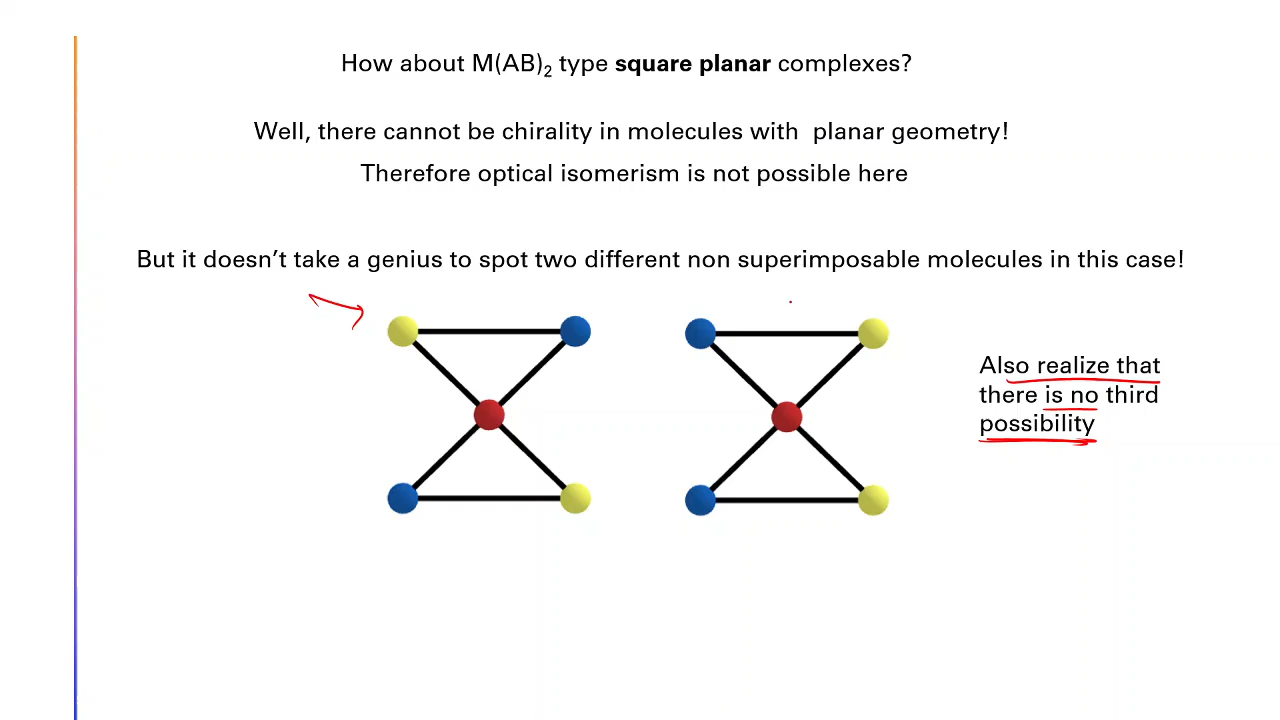 How about M(AB)₂ type square planar complexes?
Well, there cannot be chirality in molecules with planar geometry!
Therefore optical isomerism is not possible here
But it doesn’t take a genius to spot two different non superimposable molecules in this case!
Also realize that
there is no third
possibility